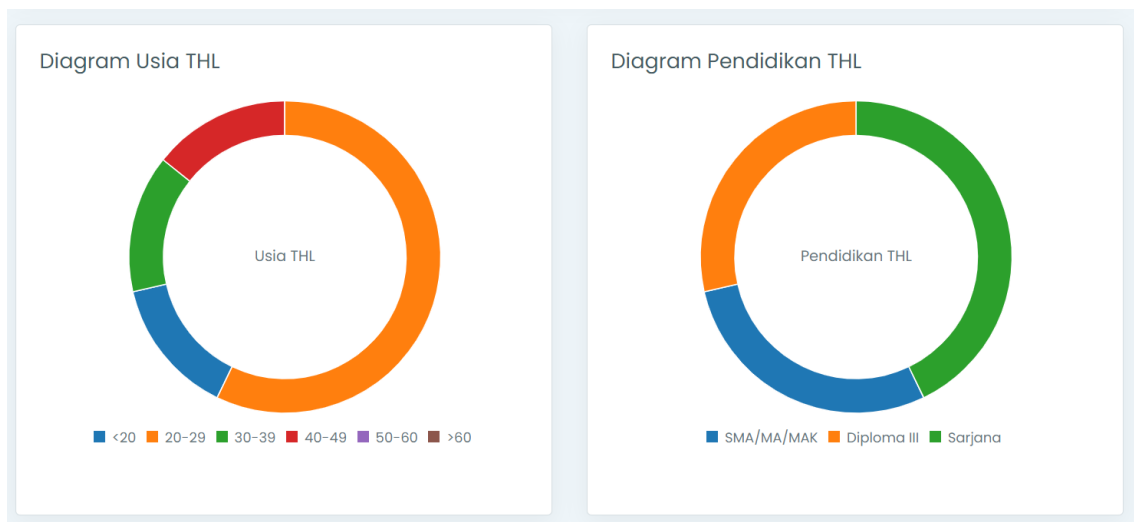 Diagram Usia THL
Usia THL
<20 20-29 30-39 40-49 50-60 >60
Diagram Pendidikan THL
Pendidikan THL
SMA/MA/MAK Diploma III Sarjana